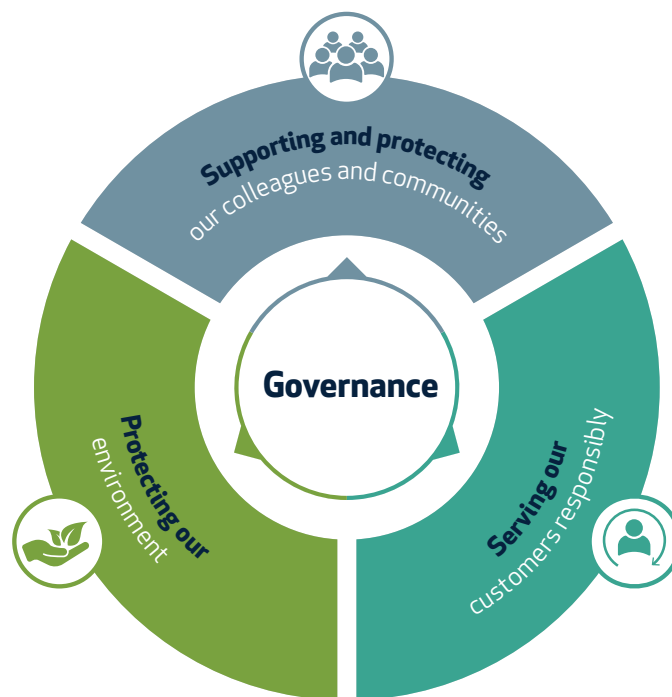 Supporting and protecting
our colleagues and communities
Governance
Protecting our
environment
Serving our
customers responsibly